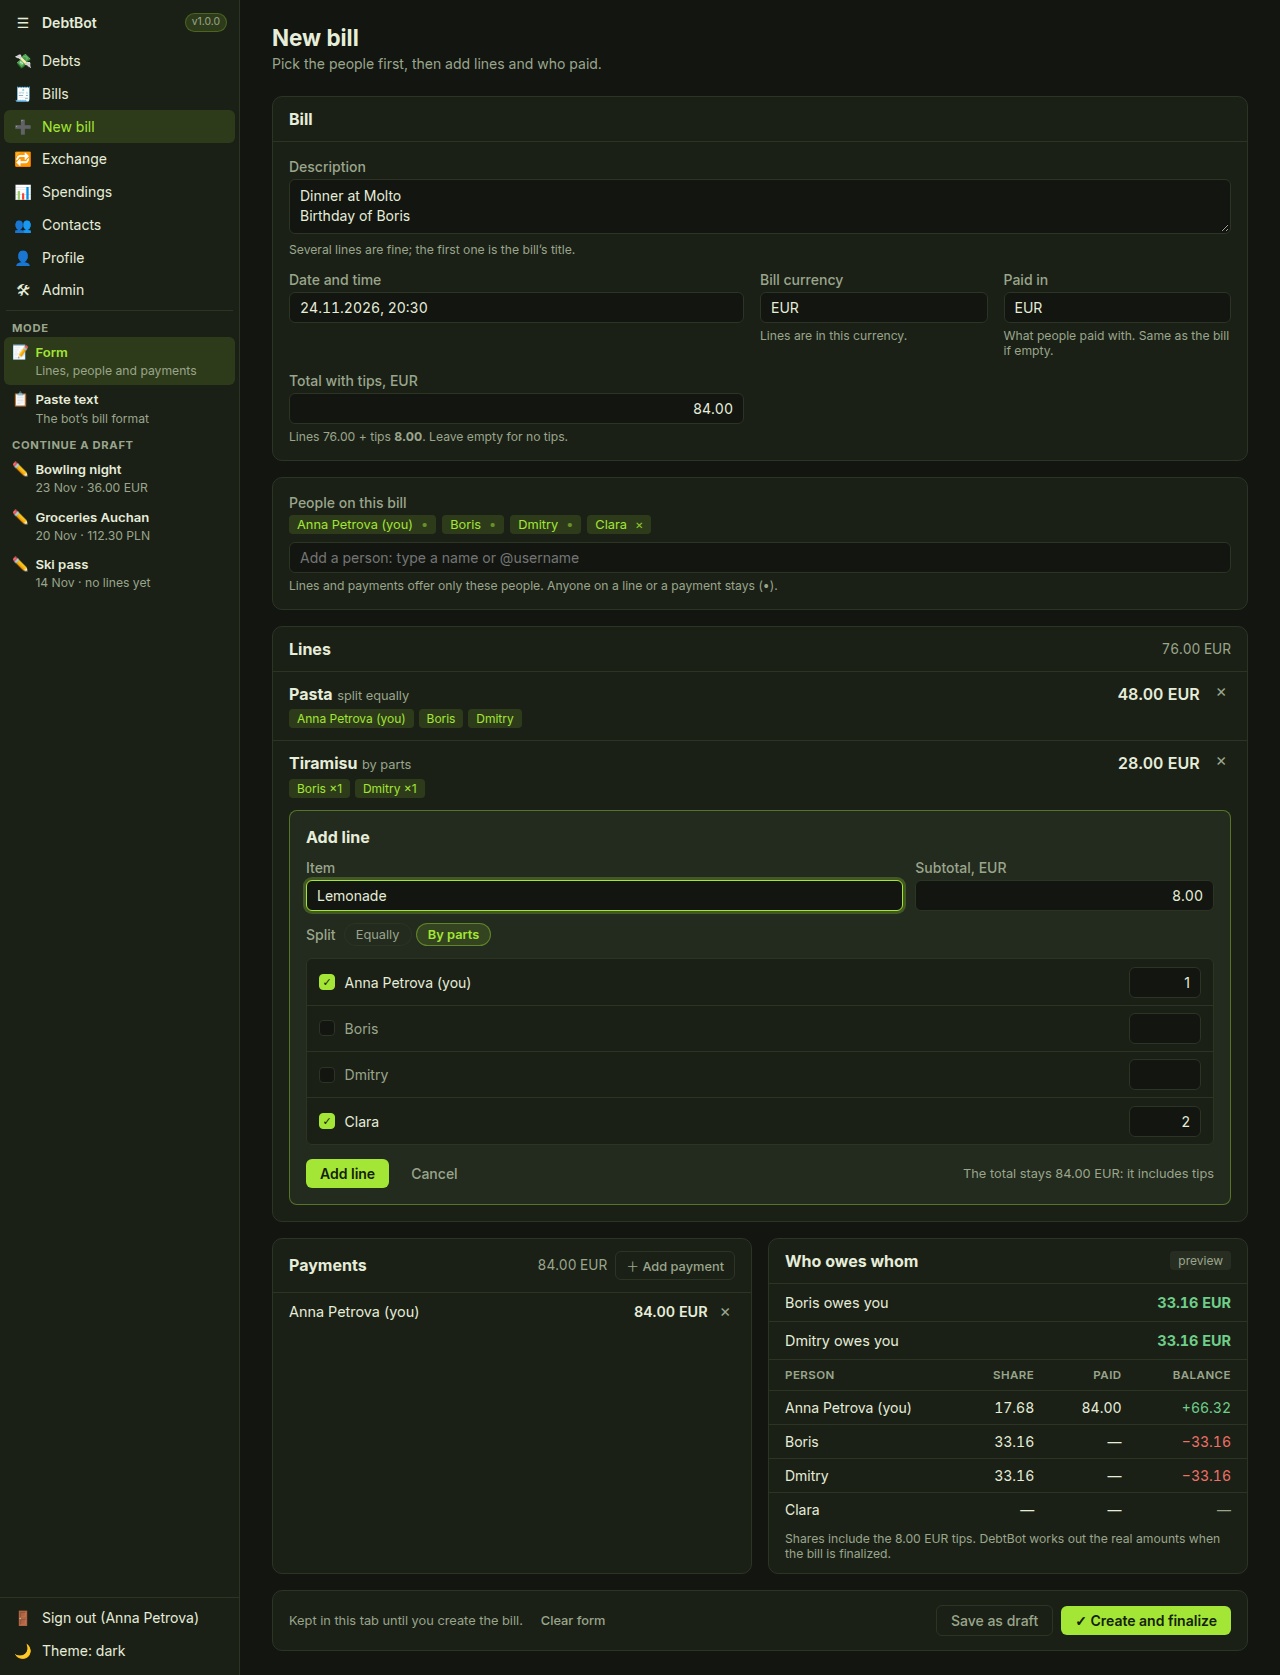 ☰ DebtBot v1.0.0
💸 Debts
🧾 Bills
➕ New bill
🔁 Exchange
📊 Spendings
👥 Contacts
👤 Profile
🛠 Admin
MODE
📝 Form
Lines, people and payments
📋 Paste text
The bot's bill format
CONTINUE A DRAFT
✏️ Bowling night
23 Nov · 36.00 EUR
✏️ Groceries Auchan
20 Nov · 112.30 PLN
✏️ Ski pass
14 Nov · no lines yet
🚪 Sign out (Anna Petrova)
🌙 Theme: dark
New bill
Pick the people first, then add lines and who paid.
Bill
Description
Dinner at Molto
Birthday of Boris
Several lines are fine; the first one is the bill's title.
Date and time Bill currency Paid in
24.11.2026, 20:30 EUR EUR
Lines are in this currency. What people paid with. Same as the bill
if empty.
Total with tips, EUR
84.00
Lines 76.00 + tips 8.00. Leave empty for no tips.
People on this bill
Anna Petrova (you) • Boris • Dmitry • Clara ×
Add a person: type a name or @username
Lines and payments offer only these people. Anyone on a line or a payment stays (•).
Lines 76.00 EUR
Pasta split equally 48.00 EUR ×
Anna Petrova (you) Boris Dmitry
Tiramisu by parts 28.00 EUR ×
Boris ×1 Dmitry ×1
Add line
Item Subtotal, EUR
Lemonade 8.00
Split Equally By parts
✓ Anna Petrova (you) 1
Boris
Dmitry
✓ Clara 2
Add line Cancel The total stays 84.00 EUR: it includes tips
Payments 84.00 EUR + Add payment
Anna Petrova (you) 84.00 EUR ×
Who owes whom preview
Boris owes you 33.16 EUR
Dmitry owes you 33.16 EUR
PERSON SHARE PAID BALANCE
Anna Petrova (you) 17.68 84.00 +66.32
Boris 33.16 — −33.16
Dmitry 33.16 — −33.16
Clara — — —
Shares include the 8.00 EUR tips. DebtBot works out the real amounts when
the bill is finalized.
Kept in this tab until you create the bill. Clear form Save as draft ✓ Create and finalize